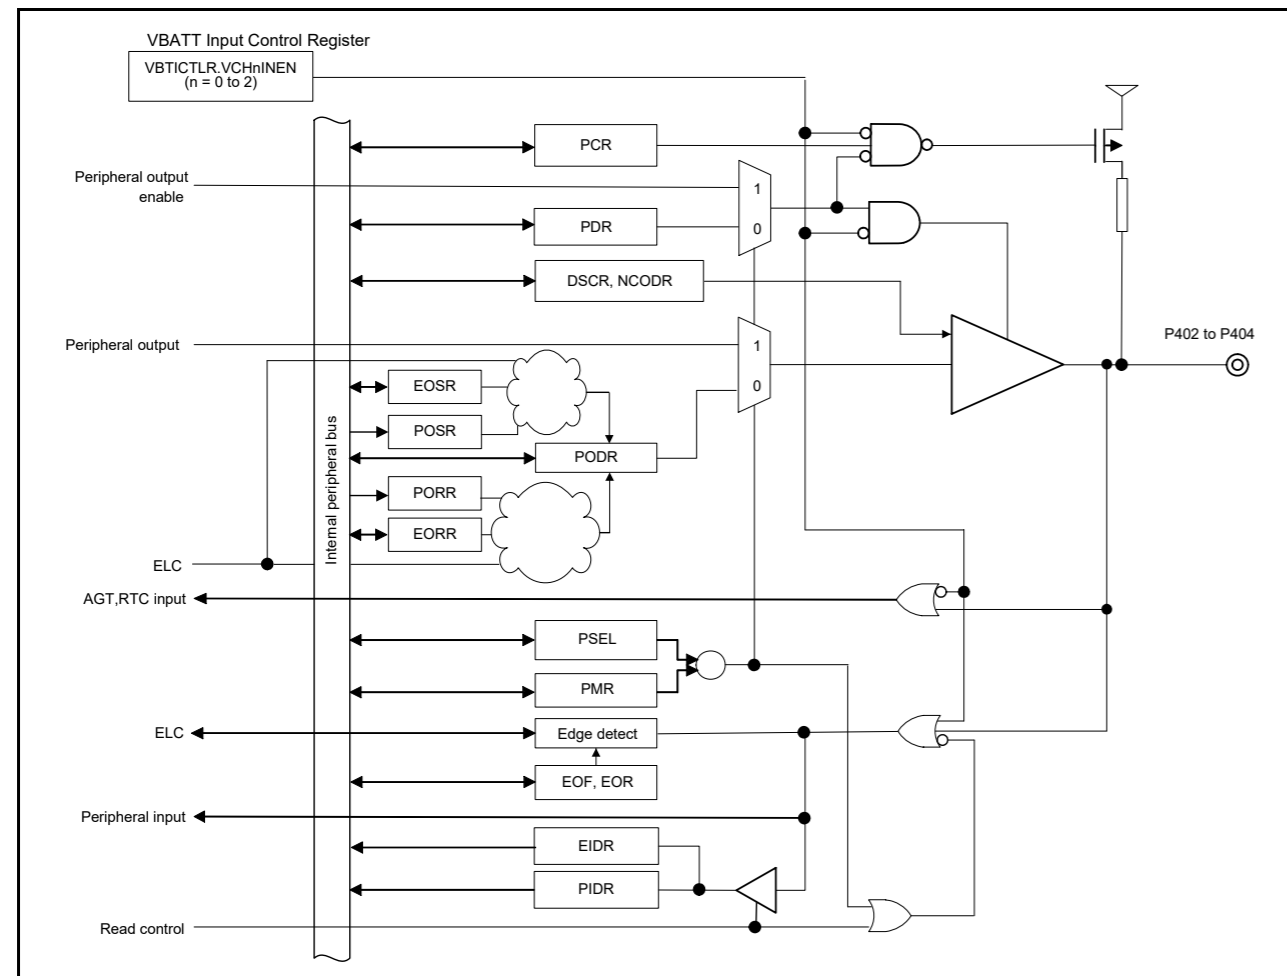 VBATT Input Control Register
VBTICTLR.VCHnINEN
(n = 0 to 2)
PCR
Peripheral output
enable
1
PDR
0
DSCR, NCODR
P402 to P404
Peripheral output
1
EOSR
0
POSR
PODR
Internal peripheral bus
PORR
EORR
ELC
AGT,RTC input
PSEL
PMR
ELC
Edge detect
EOF, EOR
Peripheral input
EIDR
PIDR
Read control